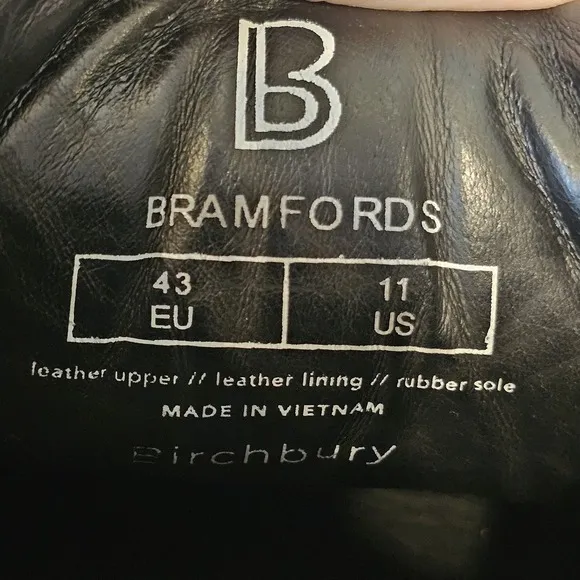 B
BRAMFORDS
43 11
EU US
leather upper // leather lining // rubber sole
MADE IN VIETNAM
Birchbury